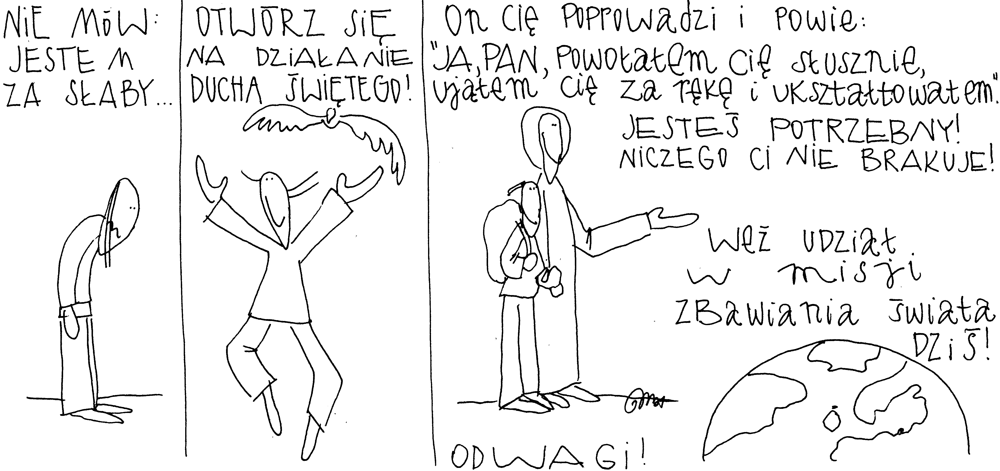 NIE MÓW:
JESTEM
ZA SŁABY...
OTWÓRZ SIĘ
NA DZIAŁANIE
DUCHA ŚWIĘTEGO!
On CIĘ POPROWADZI i POWIE:
"JA, PAN, POWOŁAŁEM CIĘ SŁUSZNIE,
UJĄŁEM CIĘ ZA RĘKĘ i UKSZTAŁTOWAŁEM".
JESTEŚ POTRZEBNY!
NICZEGO CI NIE BRAKUJE!
WEŹ UDZIAŁ
w misji
ZBAWIANIA ŚWIATA
DZIŚ!
ODWAGI!